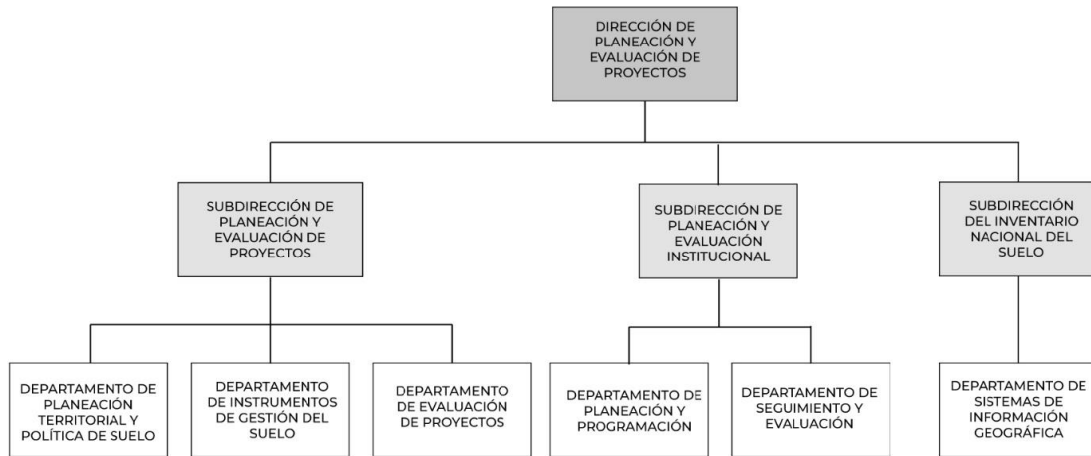 DIRECCIÓN DE
PLANEACIÓN Y
EVALUACIÓN DE
PROYECTOS
SUBDIRECCIÓN DE
PLANEACIÓN Y
EVALUACIÓN DE
PROYECTOS
SUBDIRECCIÓN DE
PLANEACIÓN Y
EVALUACIÓN
INSTITUCIONAL
SUBDIRECCIÓN
DEL INVENTARIO
NACIONAL DEL
SUELO
DEPARTAMENTO DE
PLANEACIÓN
TERRITORIAL Y
POLÍTICA DE SUELO
DEPARTAMENTO
DE INSTRUMENTOS
DE GESTIÓN DEL
SUELO
DEPARTAMENTO
DE EVALUACIÓN
DE PROYECTOS
DEPARTAMENTO DE
PLANEACIÓN Y
PROGRAMACIÓN
DEPARTAMENTO DE
SEGUIMIENTO Y
EVALUACIÓN
DEPARTAMENTO DE
SISTEMAS DE
INFORMACIÓN
GEOGRÁFICA